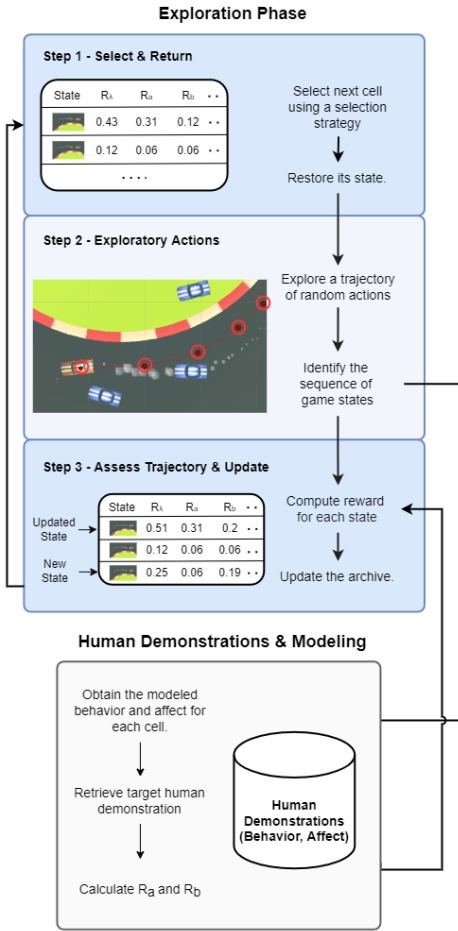 Exploration Phase
Step 1 - Select & Return
State Rλ Ra Rb ..
0.43 0.31 0.12 ..
0.12 0.06 0.06 ..
....
Select next cell
using a selection
strategy
Restore its state.
Step 2 - Exploratory Actions
Explore a trajectory
of random actions
Identify the
sequence of
game states
Step 3 - Assess Trajectory & Update
State Rλ Ra Rb ..
Updated
State
0.51 0.31 0.2 ..
0.12 0.06 0.06 ..
New
State
0.25 0.06 0.19 ..
Compute reward
for each state
Update the archive.
Human Demonstrations & Modeling
Obtain the modeled
behavior and affect for
each cell.
Retrieve target human
demonstration
Calculate Ra and Rb
Human
Demonstrations
(Behavior, Affect)